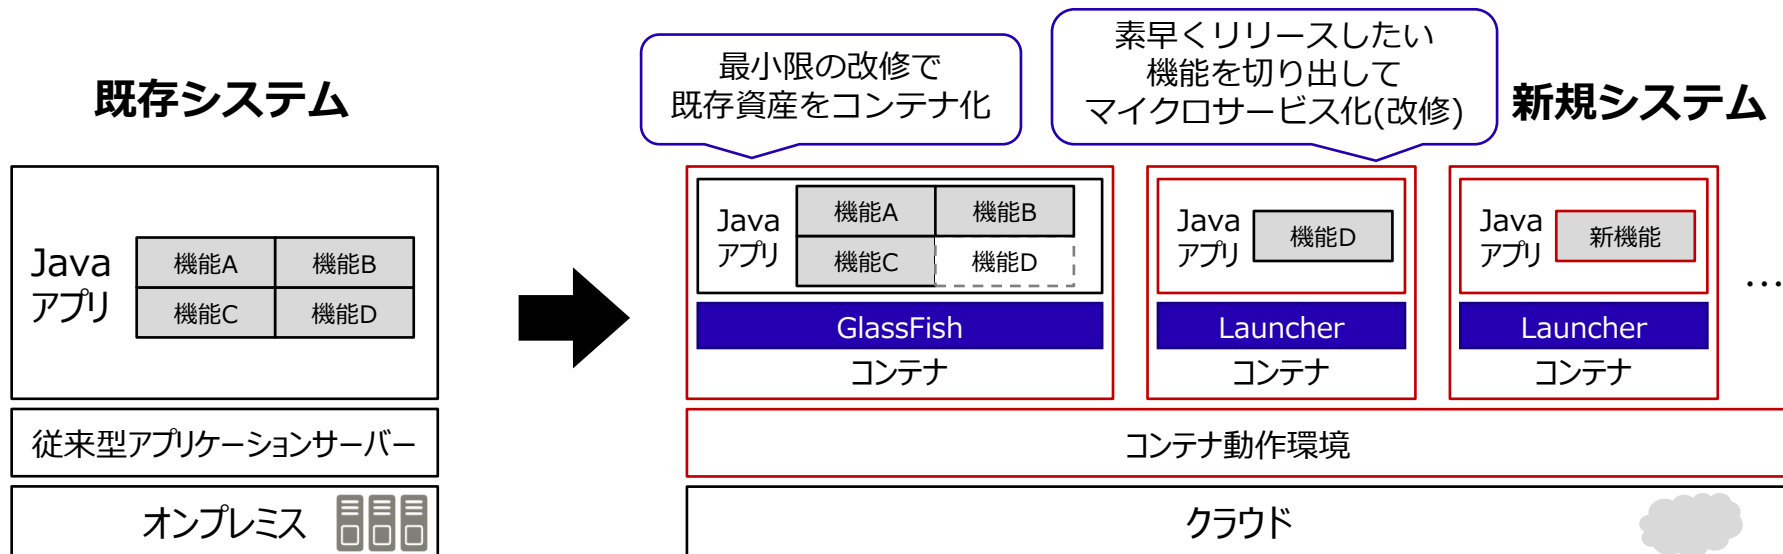 既存システム
Java
アプリ
機能A
機能B
機能C
機能D
従来型アプリケーションサーバー
オンプレミス
最小限の改修で
既存資産をコンテナ化
素早くリリースしたい
機能を切り出して
マイクロサービス化(改修)
新規システム
Java
アプリ
機能A
機能B
機能C
機能D
GlassFish
コンテナ
Java
アプリ
機能D
Launcher
コンテナ
Java
アプリ
新機能
Launcher
コンテナ
…
コンテナ動作環境
クラウド